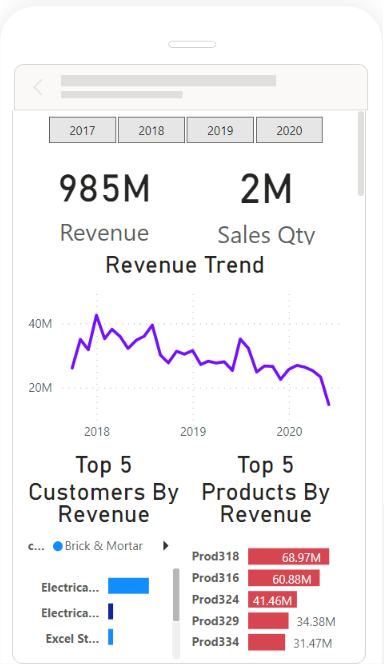 2017 2018 2019 2020
985M 2M
Revenue Sales Qty
Revenue Trend
40M
20M
2018 2019 2020
Top 5
Customers By
Revenue
Top 5
Products By
Revenue
c... Brick & Mortar
Electrica...
Electrica...
Excel St...
Prod318 68.97M
Prod316 60.88M
Prod324 41.46M
Prod329 34.38M
Prod334 31.47M